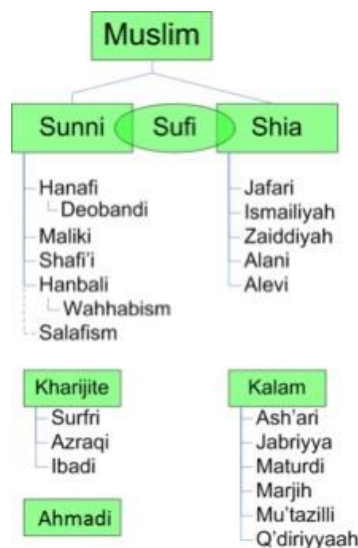 Muslim
Sunni Sufi Shia
Hanafi
Deobandi
Maliki
Shafi'i
Hanbali
Wahhabism
Salafism
Jafari
Ismailiyah
Zaiddiyah
Alani
Alevi
Kharijite
Surfri
Azraqi
Ibadi
Ahmadi
Kalam
Ash'ari
Jabriyya
Maturdi
Marjih
Mu'tazilli
Q'diriyyaah